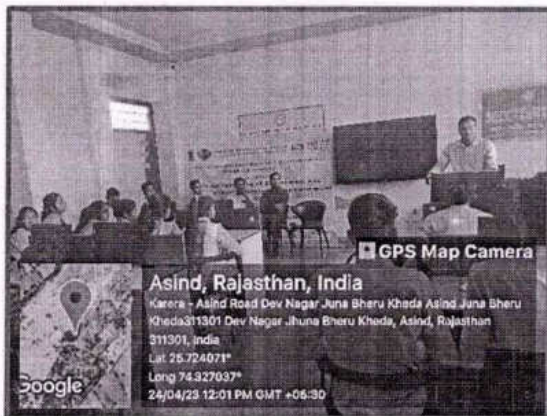 GPS Map Camera
Asind, Rajasthan, India
Karera - Asind Road Dev Nagar Juna Bheru Kheda Asind Juna Bheru
Kheda311301 Dev Nagar Jhuna Bheru Kheda, Asind, Rajasthan
311301, India
Lat 25.724071°
Long 74.327037°
24/04/23 12:01 PM GMT +05:30
Google